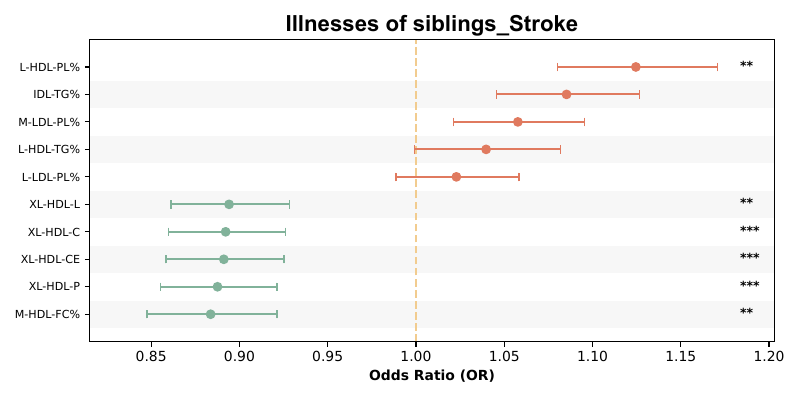 Illnesses of siblings_Stroke
L-HDL-PL% **
IDL-TG%
M-LDL-PL%
L-HDL-TG%
L-LDL-PL%
XL-HDL-L **
XL-HDL-C ***
XL-HDL-CE ***
XL-HDL-P ***
M-HDL-FC% **
0.85 0.90 0.95 1.00 1.05 1.10 1.15 1.20
Odds Ratio (OR)